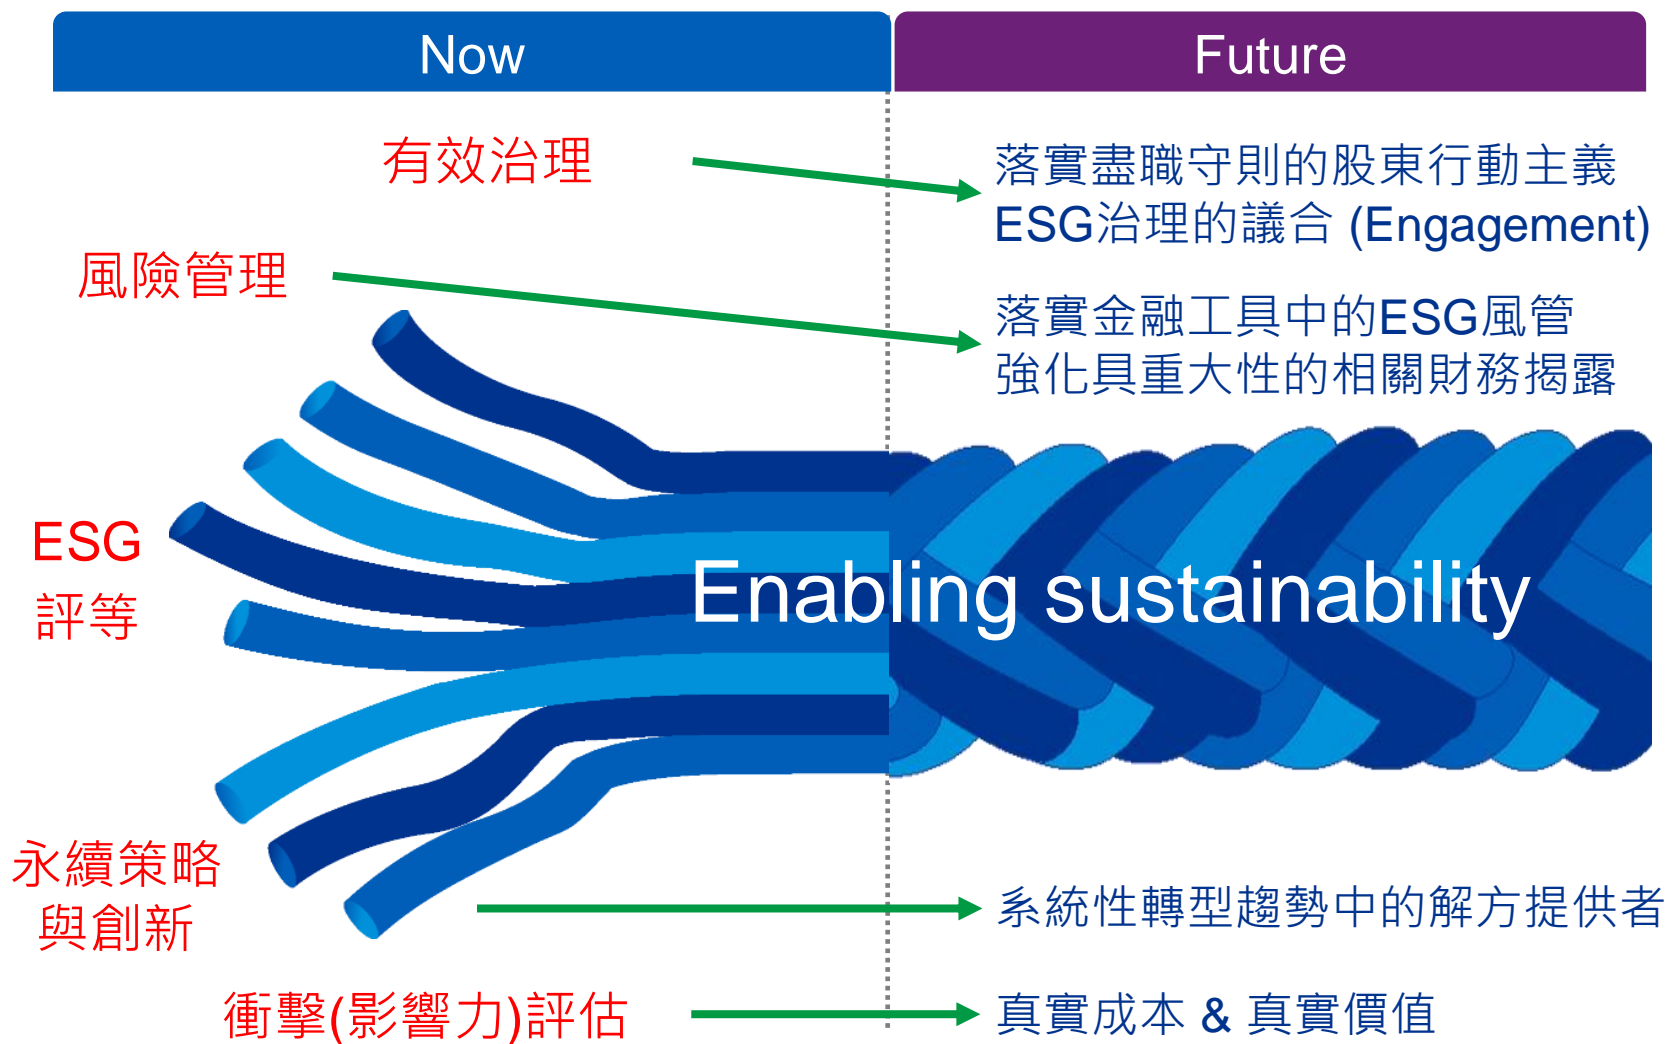 Now
Future
有效治理
落實盡職守則的股東行動主義
ESG治理的議合 (Engagement)
風險管理
落實金融工具中的ESG風管
強化具重大性的相關財務揭露
ESG
評等
Enabling sustainability
永續策略
與創新
系統性轉型趨勢中的解方提供者
衝擊(影響力)評估
真實成本 & 真實價值